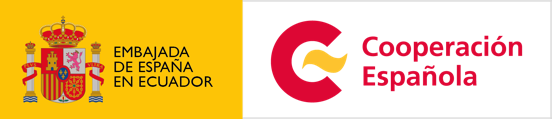 EMBAJADA
DE ESPAÑA
EN ECUADOR
Cooperación
Española